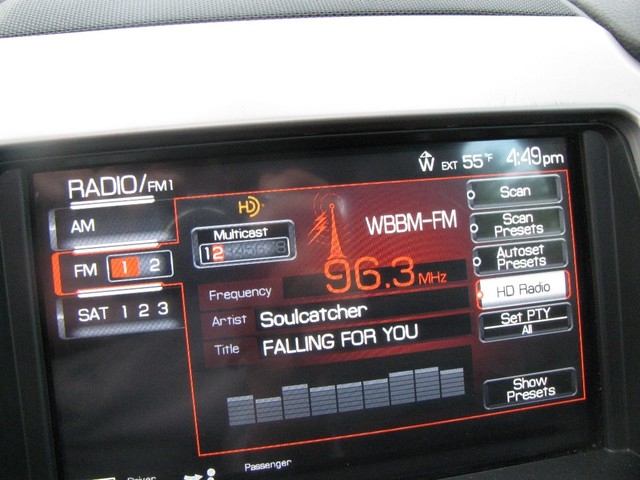 W EXT 55°F 4:49pm
RADIO/FM1
AM
FM 1 2
SAT 1 2 3
HD
Multicast
12345678
WBBM-FM
96.3 MHz
Frequency
Artist Soulcatcher
Title FALLING FOR YOU
Scan
Scan
Presets
Autoset
Presets
HD Radio
Set PTY
All
Show
Presets
Driver
Passenger